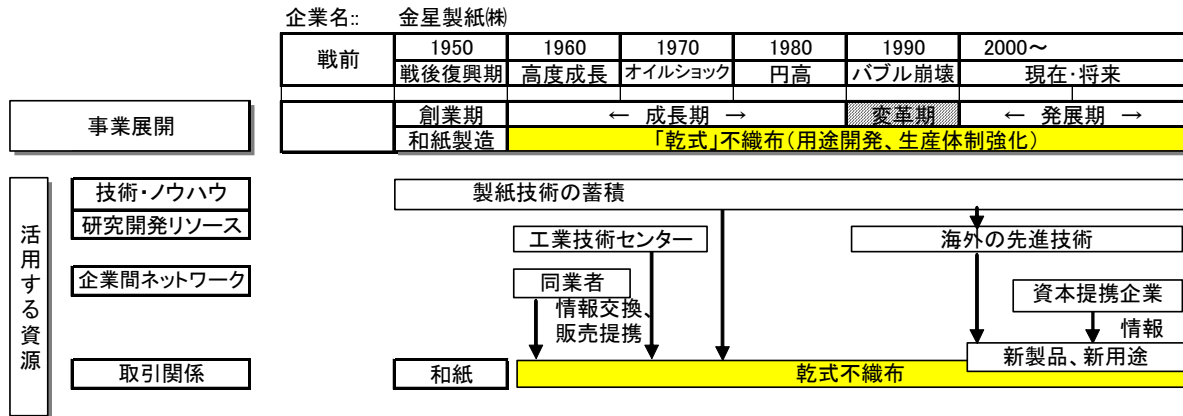 企業名:: 金星製紙㈱
戦前 1950 1960 1970 1980 1990 2000～
戦後復興期 高度成長 オイルショック 円高 バブル崩壊 現在・将来
事業展開 創業期 ← 成長期 → 変革期 ← 発展期 →
和紙製造 「乾式」不織布(用途開発、生産体制強化)
活用する資源
技術・ノウハウ 製紙技術の蓄積
研究開発リソース 工業技術センター 海外の先進技術
企業間ネットワーク 同業者 資本提携企業
情報交換、
販売提携
情報
新製品、新用途
取引関係 和紙 乾式不織布